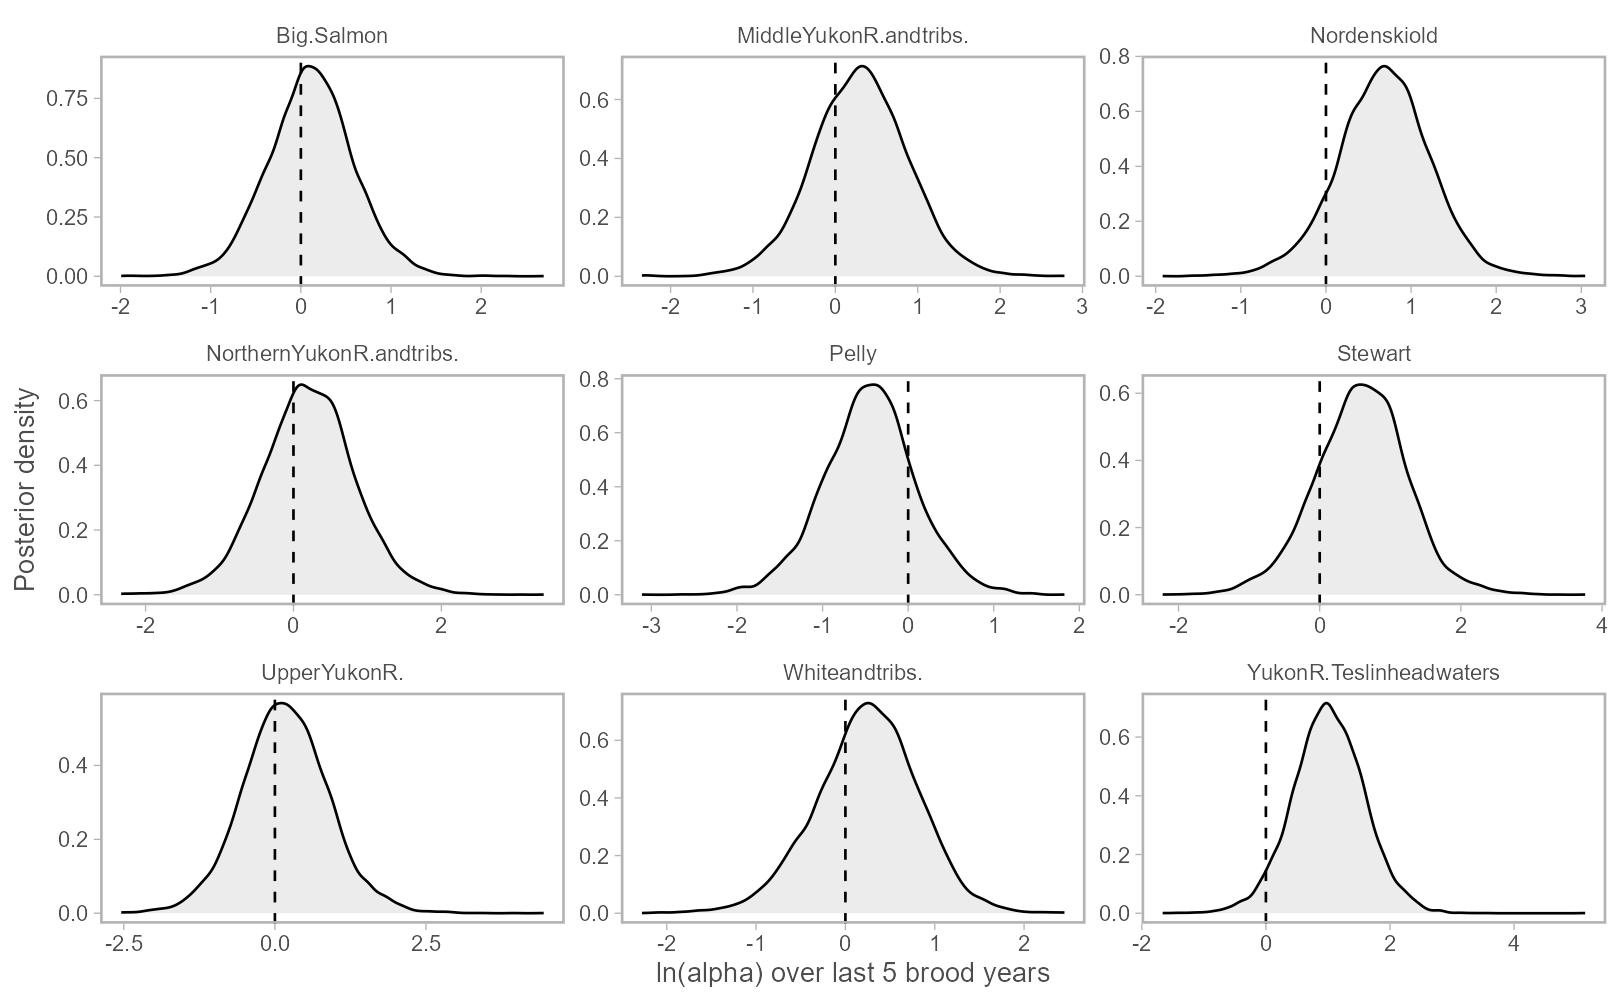 Big.Salmon
MiddleYukonR.andtribs.
Nordenskiold
0.75
0.50
0.25
0.00
-2 -1 0 1 2
0.6
0.4
0.2
0.0
-2 -1 0 1 2 3
0.8
0.6
0.4
0.2
0.0
-2 -1 0 1 2 3
NorthernYukonR.andtribs.
Pelly
Stewart
Posterior density
0.6
0.4
0.2
0.0
-2 0 2
0.8
0.6
0.4
0.2
0.0
-3 -2 -1 0 1 2
0.6
0.4
0.2
0.0
-2 0 2 4
UpperYukonR.
Whiteandtribs.
YukonR.Teslinheadwaters
0.4
0.2
0.0
-2.5 0.0 2.5
0.6
0.4
0.2
0.0
-2 -1 0 1 2
0.6
0.4
0.2
0.0
-2 0 2 4
ln(alpha) over last 5 brood years